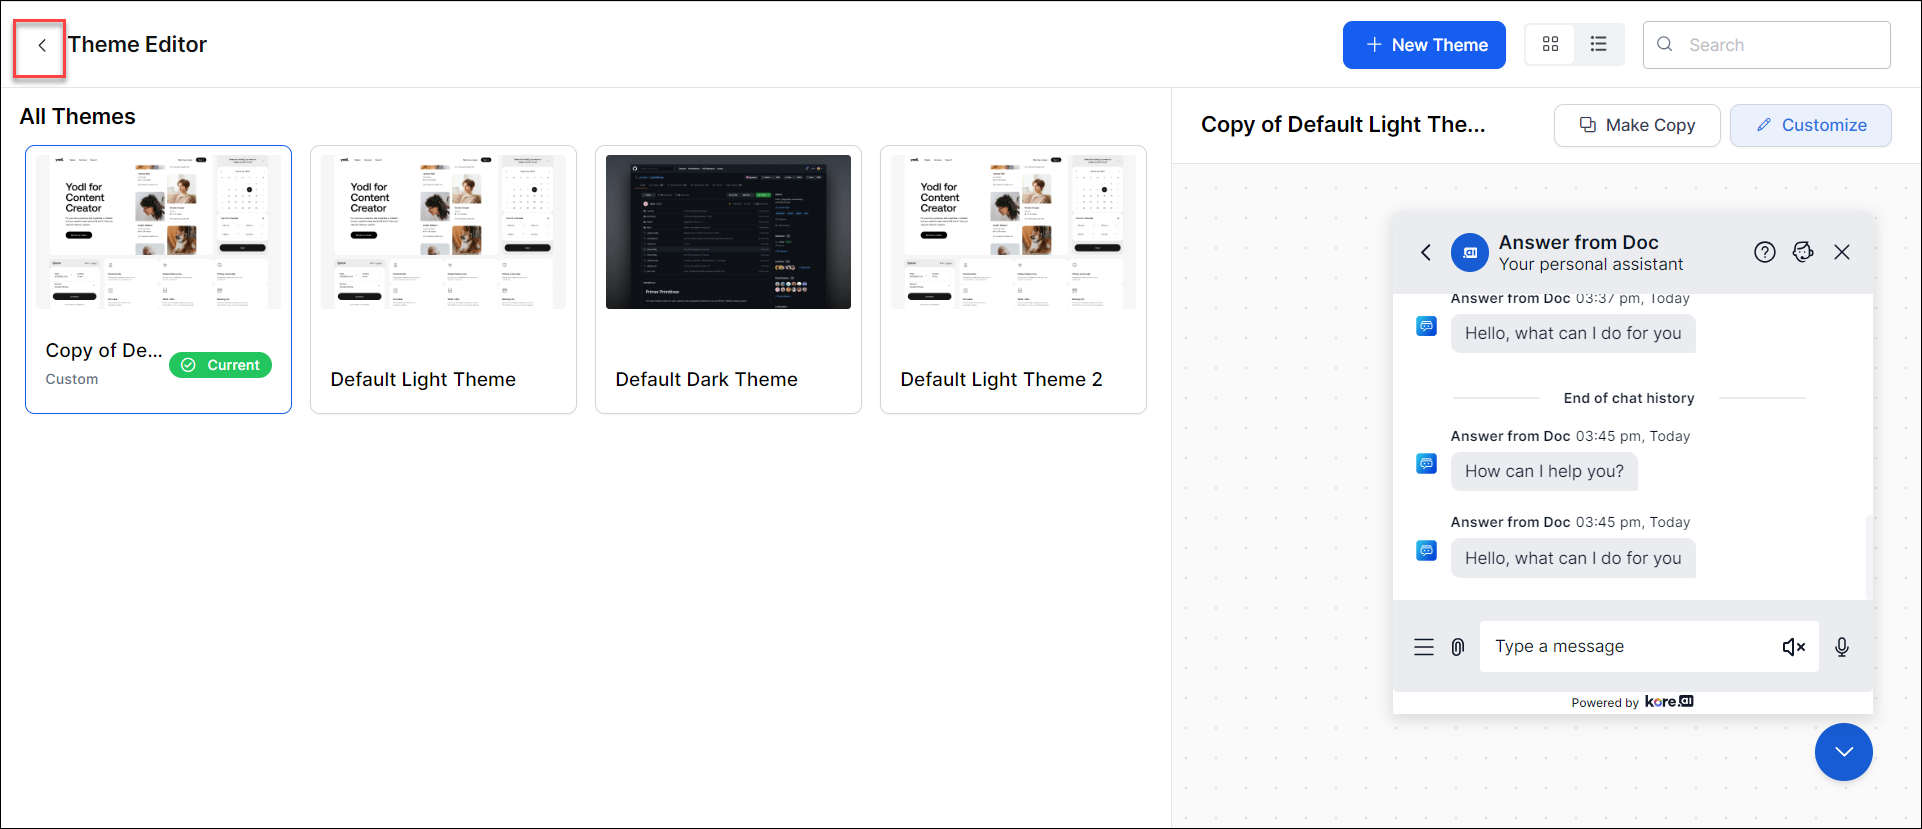 Theme Editor
New Theme
Search
All Themes
Copy of Default Light The...
Make Copy
Customize
Yodl for
Content
Creator
Yodl for
Content
Creator
Yodl for
Content
Creator
Copy of De...
Custom
Current
Default Light Theme
Default Dark Theme
Default Light Theme 2
Answer from Doc
Your personal assistant
Answer from Doc 03:37 pm, Today
Hello, what can I do for you
End of chat history
Answer from Doc 03:45 pm, Today
How can I help you?
Answer from Doc 03:45 pm, Today
Hello, what can I do for you
Type a message
Powered by kore.ai